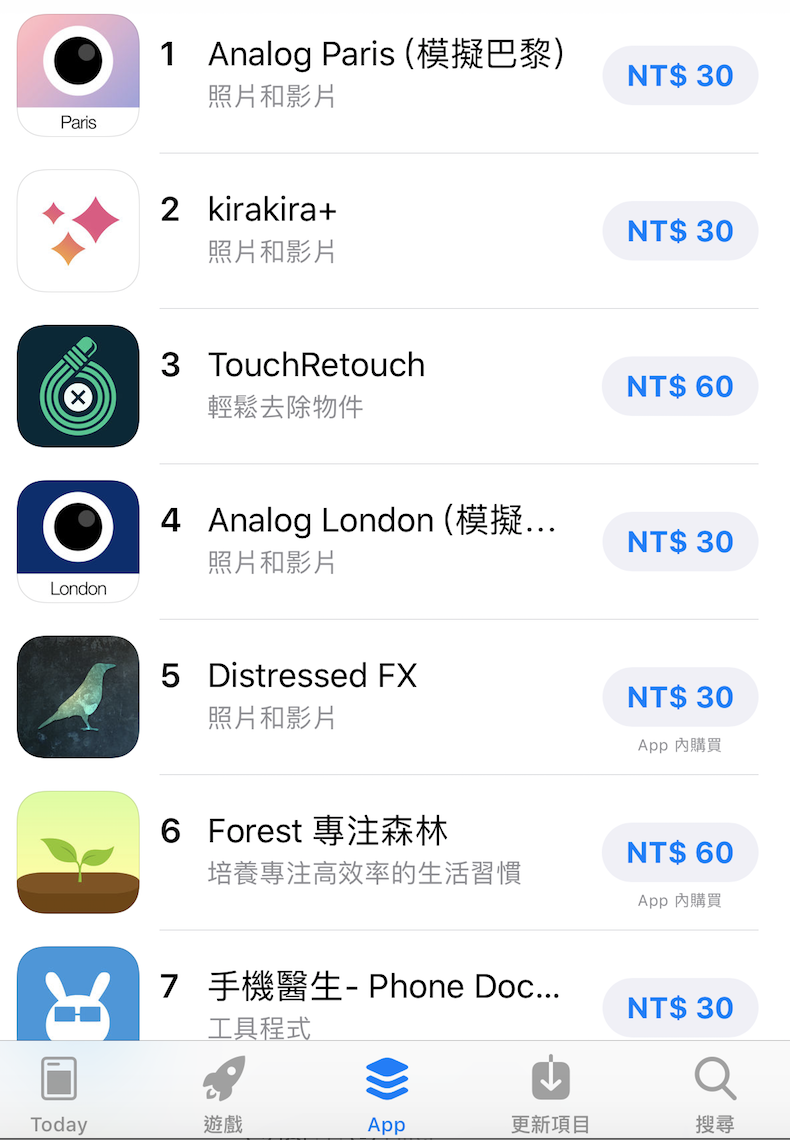 Paris
1 Analog Paris (模擬巴黎) NT$ 30
照片和影片
2 kirakira+ NT$ 30
照片和影片
3 TouchRetouch NT$ 60
輕鬆去除物件
London
4 Analog London (模擬... NT$ 30
照片和影片
5 Distressed FX NT$ 30
照片和影片
App 內購買
6 Forest 專注森林 NT$ 60
培養專注高效率的生活習慣
App 內購買
7 手機醫生- Phone Doc... NT$ 30
工具程式
Today 遊戲 App 更新項目 搜尋